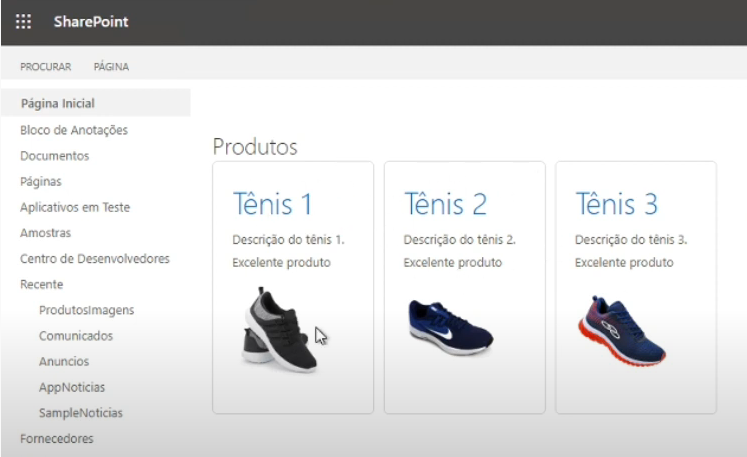 SharePoint
PROCURAR PÁGINA
Página Inicial
Bloco de Anotações
Documentos
Páginas
Aplicativos em Teste
Amostras
Centro de Desenvolvedores
Recente
ProdutosImagens
Comunicados
Anuncios
AppNoticias
SampleNoticias
Fornecedores
Produtos
Tênis 1
Descrição do tênis 1.
Excelente produto
Tênis 2
Descrição do tênis 2.
Excelente produto
Tênis 3
Descrição do tênis 3.
Excelente produto